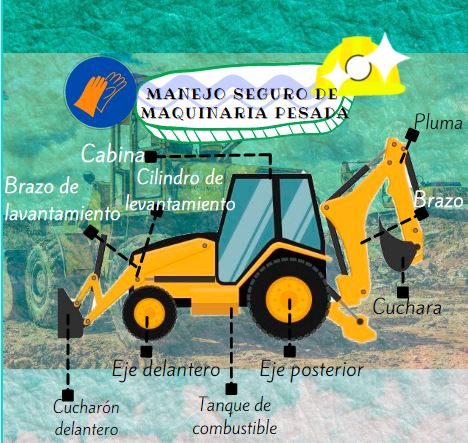 MANEJO SEGURO DE
MAQUINARIA PESADA
Pluma
Cabina
Cilindro de
levantamiento
Brazo de
lavantamiento
Brazo
Cuchara
Eje delantero
Eje posterior
Cucharón
delantero
Tanque de
combustible